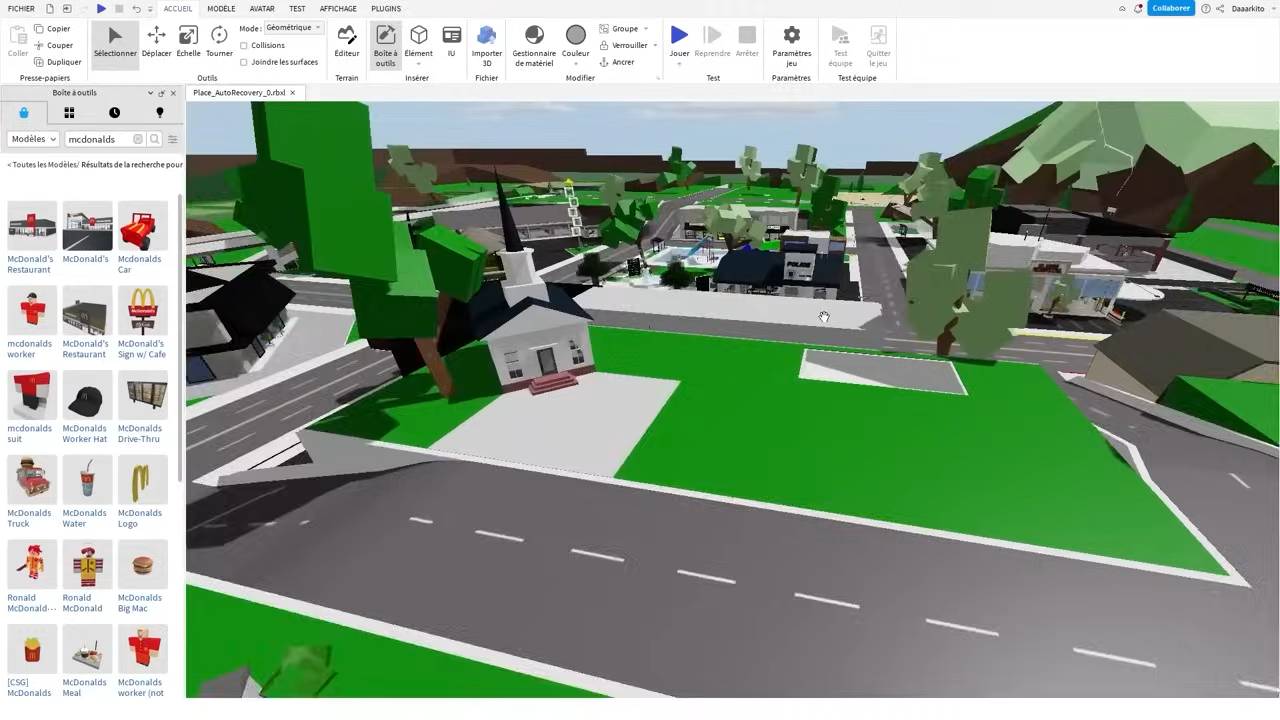 FICHIER
ACCUEIL
MODÈLE
AVATAR
TEST
AFFICHAGE
PLUGINS
Collaborer
Daaarkito
Coller
Copier
Couper
Dupliquer
Presse-papiers
Sélectionner
Déplacer
Échelle
Tourner
Mode : Géométrique
Collisions
Joindre les surfaces
Outils
Éditeur
Terrain
Boîte à outils
Élément
IU
Insérer
Importer 3D
Fichier
Gestionnaire de matériel
Couleur
Groupe
Verrouiller
Ancrer
Modifier
Jouer
Reprendre
Arrêter
Test
Paramètres jeu
Paramètres
Test équipe
Quitter le jeu
Test équipe
Boîte à outils
Place_AutoRecovery_0.rbxl
Modèles
mcdonalds
< Toutes les Modèles/ Résultats de la recherche pour
McDonald's Restaurant
McDonald's
Mcdonlds Car
mcdonalds worker
McDonald's Restaurant
McDonald's Sign w/ Cafe
mcdonalds suit
McDonalds Worker Hat
McDonalds Drive-Thru
McDonalds Truck
McDonalds Water
McDonalds Logo
Ronald McDonald···
Ronald McDonald
McDonalds Big Mac
[CSG] McDonalds
McDonalds Meal
McDonalds worker (not
POLICE